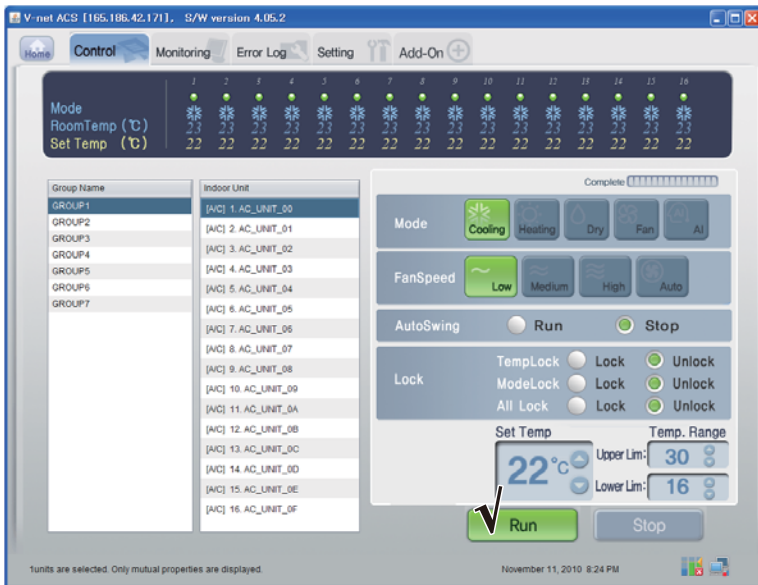 V-net ACS [165.186.42.171],   S/W version 4.05.2
Home Control Monitoring Error Log Setting Add-On
1 2 3 4 5 6 7 8 9 10 11 12 13 14 15 16
Mode
RoomTemp (℃) 23 23 23 23 23 23 23 23 23 23 23 23 23 23 23 23
Set Temp (℃) 22 22 22 22 22 22 22 22 22 22 22 22 22 22 22 22
Group Name
GROUP1
GROUP2
GROUP3
GROUP4
GROUP5
GROUP6
GROUP7
Indoor Unit
[A/C] 1. AC_UNIT_00
[A/C] 2. AC_UNIT_01
[A/C] 3. AC_UNIT_02
[A/C] 4. AC_UNIT_03
[A/C] 5. AC_UNIT_04
[A/C] 6. AC_UNIT_05
[A/C] 7. AC_UNIT_06
[A/C] 8. AC_UNIT_07
[A/C] 9. AC_UNIT_08
[A/C] 10. AC_UNIT_09
[A/C] 11. AC_UNIT_0A
[A/C] 12. AC_UNIT_0B
[A/C] 13. AC_UNIT_0C
[A/C] 14. AC_UNIT_0D
[A/C] 15. AC_UNIT_0E
[A/C] 16. AC_UNIT_0F
Complete
Mode Cooling Heating Dry Fan AI
FanSpeed Low Medium High Auto
AutoSwing Run Stop
TempLock Lock Unlock
Lock ModeLock Lock Unlock
All Lock Lock Unlock
Set Temp Temp. Range
22°C Upper Lim: 30
Lower Lim: 16
Run Stop
1units are selected. Only mutual properties are displayed. November 11, 2010 8:24 PM